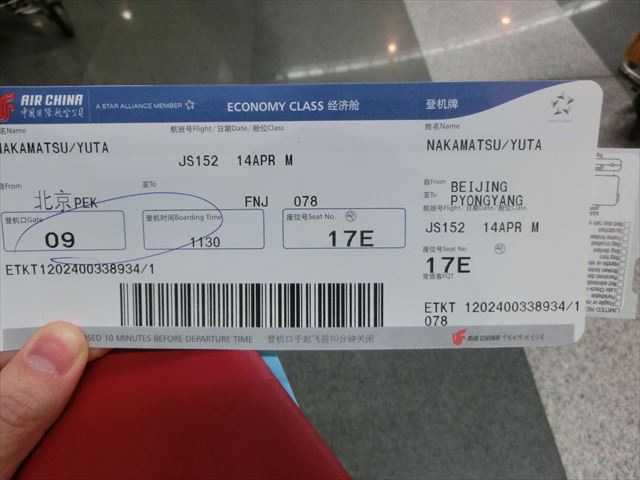 AIR CHINA
中国国际航空公司
A STAR ALLIANCE MEMBER
ECONOMY CLASS 经济舱
登机牌
STAR ALLIANCE
姓名Name
航班号Flight/日期Date/舱位Class
姓名Name
NAKAMATSU/YUTA
JS152 14APR M
NAKAMATSU/YUTA
自From
至To
自From
至To
北京PEK
FNJ 078
BEIJING
PYONGYANG
登机口Gate
登机时间Boarding Time
座位号Seat No.
航班号Flight/日期Date/舱位Class
09
1130
17E
JS152 14APR M
座位号Seat No.
17E
常旅客FQT
ETKT1202400338934/1
ETKT 1202400338934/1
078
10 MINUTES BEFORE DEPARTURE TIME 登机口于起飞前10分钟关闭
AIR CHINA 中国国际航空公司